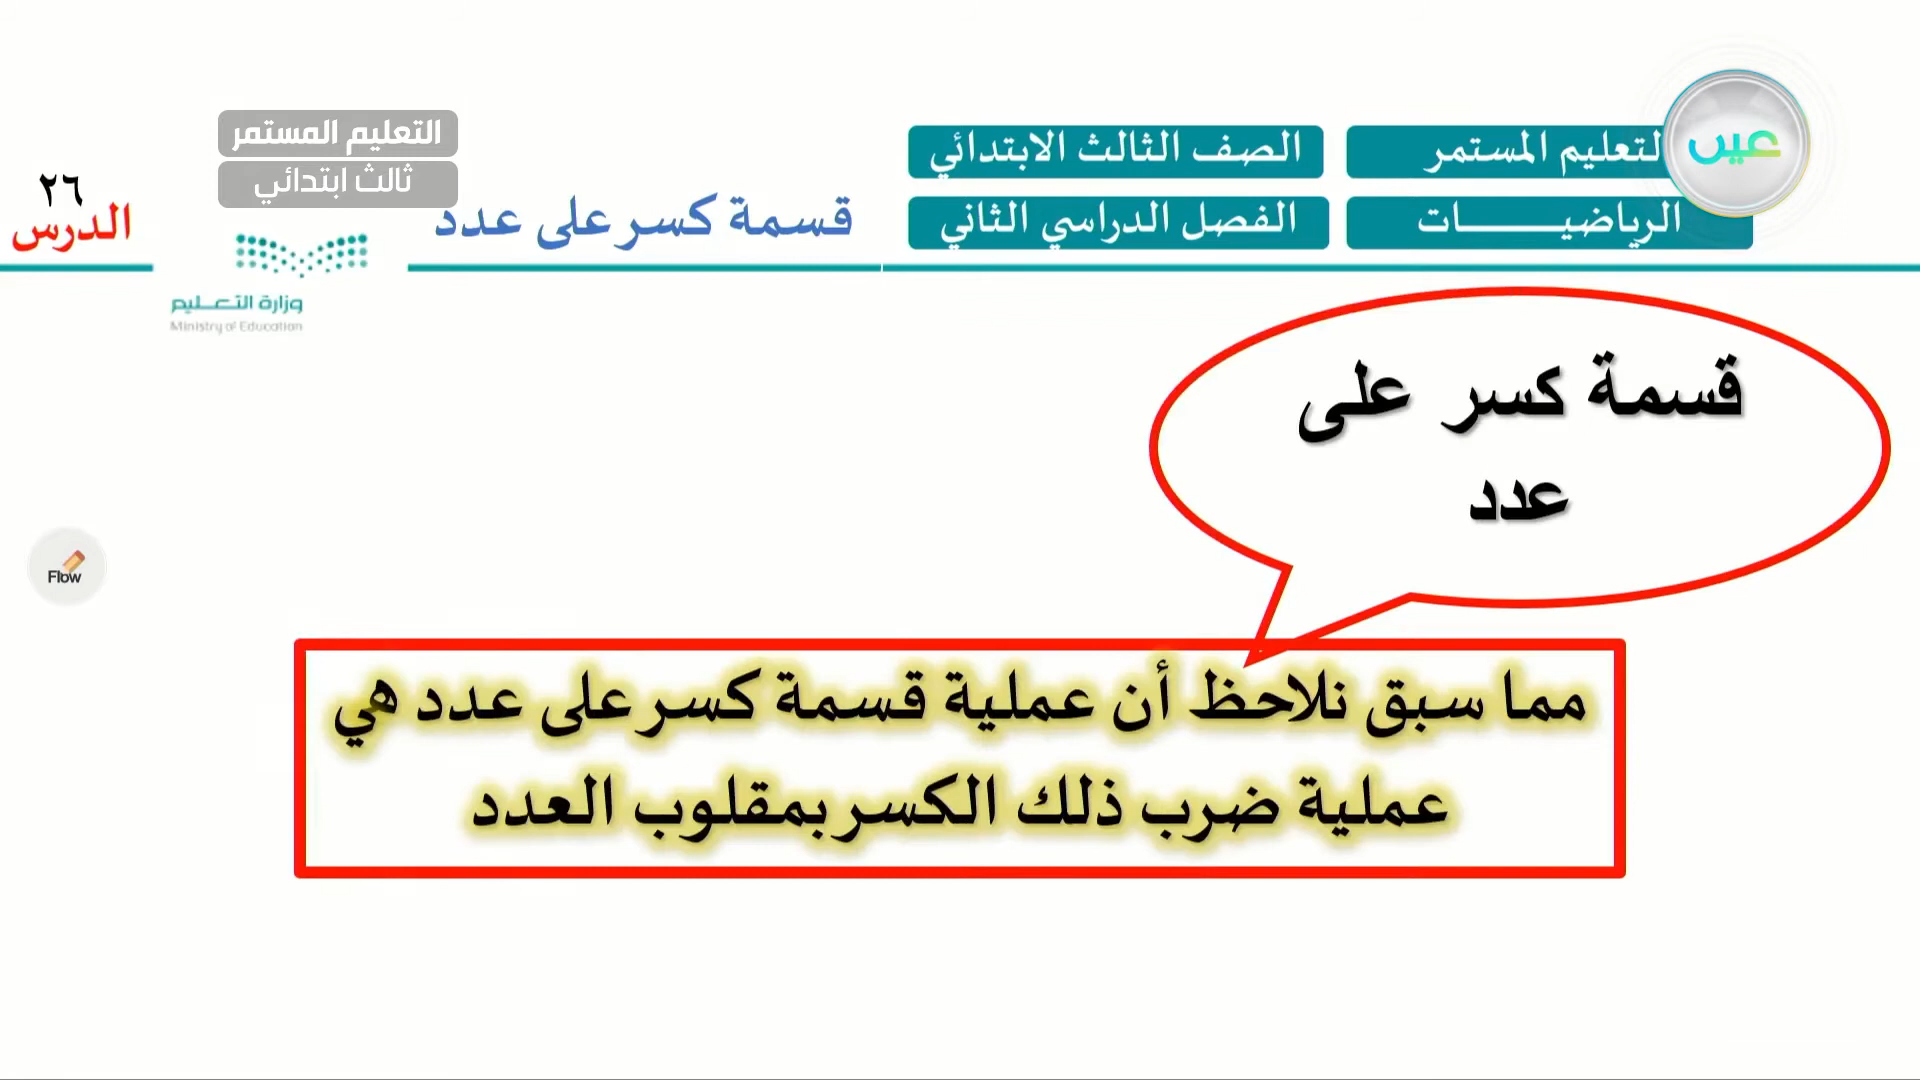 عين
التعليم المستمر
الصف الثالث الابتدائي
الرياضيـــــات
الفصل الدراسي الثاني
التعليم المستمر
ثالث ابتدائي
قسمة كسر على عدد
٢٦
الدرس
وزارة التعـــليم
Ministry of Education
قسمة كسر على
عدد
Flow
مما سبق نلاحظ أن عملية قسمة كسر على عدد هي
عملية ضرب ذلك الكسر بمقلوب العدد